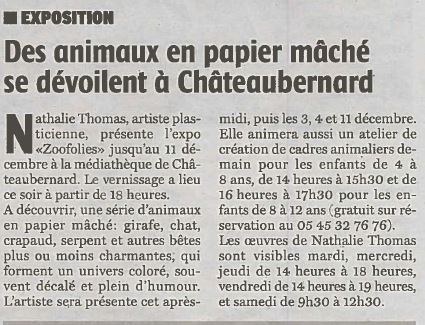 EXPOSITION
Des animaux en papier mâché
se dévoilent à Châteaubernard
Nathalie Thomas, artiste plas-
ticienne, présente l'expo
«Zoofolies» jusqu'au 11 dé-
cembre à la médiathèque de Châ-
teaubernard. Le vernissage a lieu
ce soir à partir de 18 heures.
A découvrir, une série d'animaux
en papier mâché: girafe, chat,
crapaud, serpent et autres bêtes
plus ou moins charmantes, qui
forment un univers coloré, sou-
vent décalé et plein d'humour.
L'artiste sera présente cet après-
midi, puis les 3, 4 et 11 décembre.
Elle animera aussi un atelier de
création de cadres animaliers de-
main pour les enfants de 4 à
8 ans, de 14 heures à 15h30 et de
16 heures à 17h30 pour les en-
fants de 8 à 12 ans (gratuit sur ré-
servation au 05 45 32 76 76).
Les œuvres de Nathalie Thomas
sont visibles mardi, mercredi,
jeudi de 14 heures à 18 heures,
vendredi de 14 heures à 19 heures,
et samedi de 9h30 à 12h30.